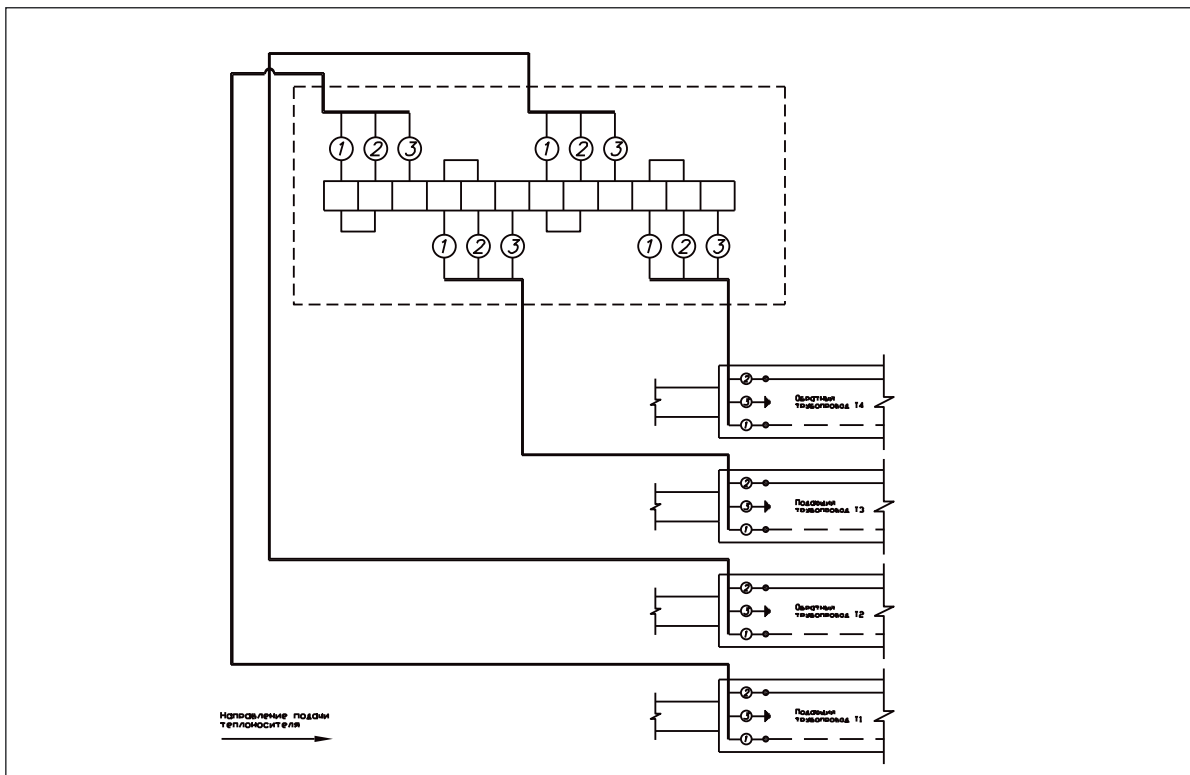 1 2 3 1 2 3
1 2 3 1 2 3
2
3 Обратный
трубопровод Т4
1
2
3 Подающий
трубопровод Т3
1
2
3 Обратный
трубопровод Т2
1
2
3 Подающий
трубопровод Т1
1
Направление подачи
теплоносителя